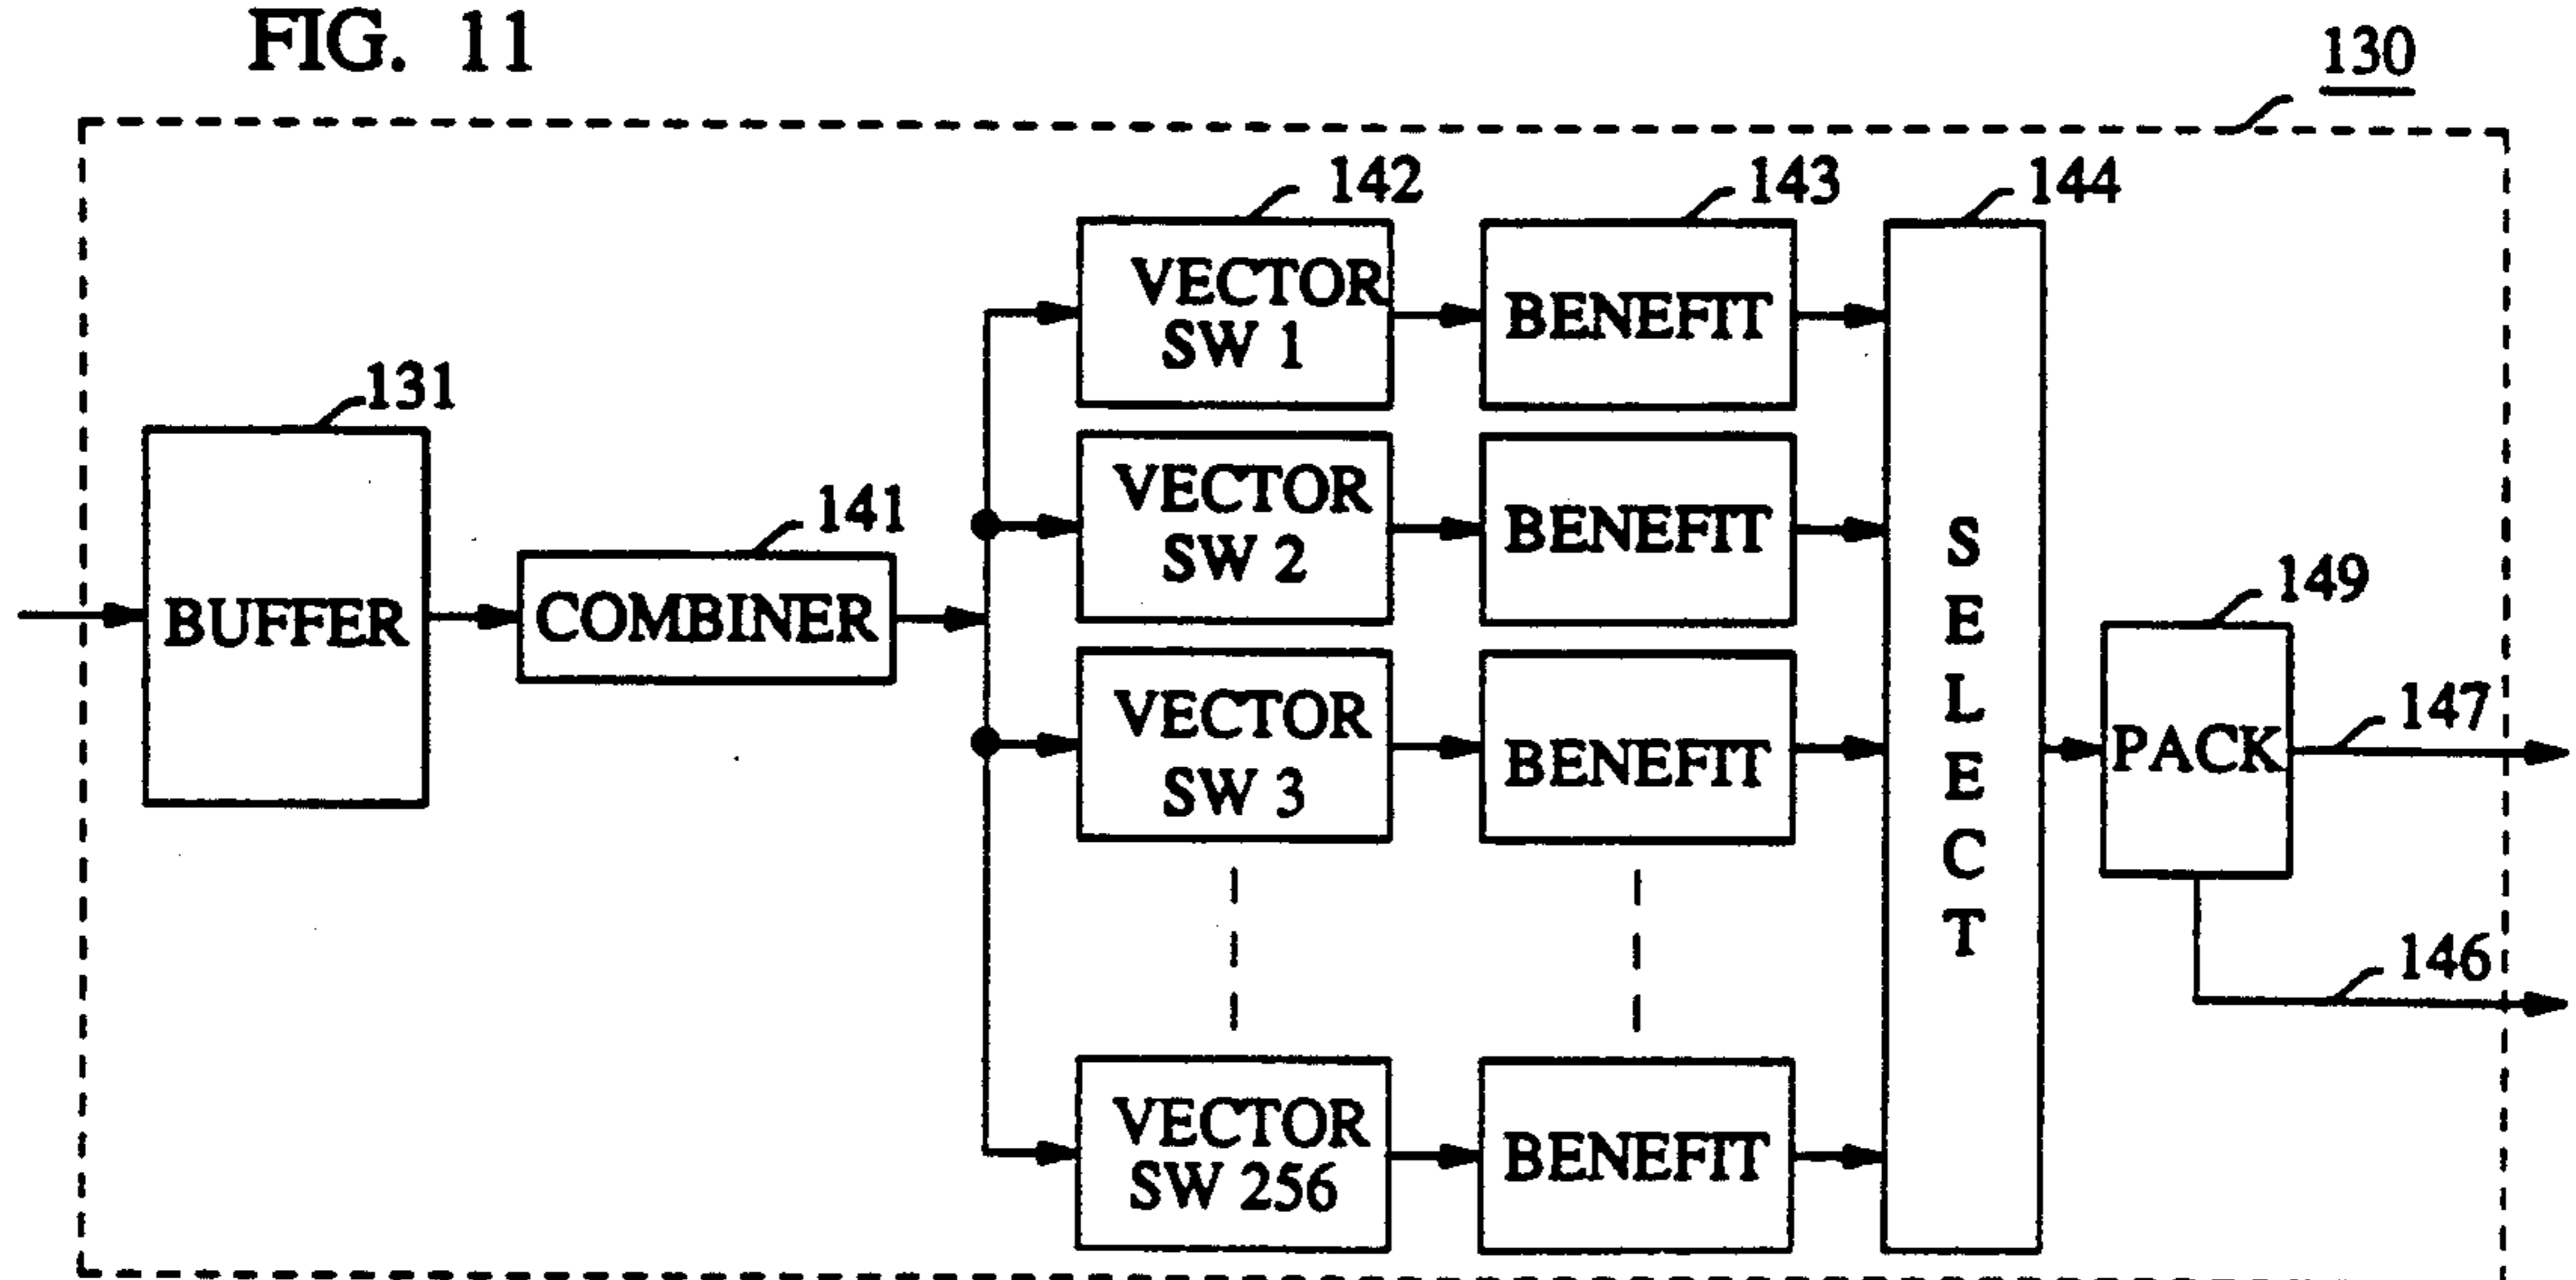 FIG. 11
130
142
143
144
VECTOR
SW 1
BENEFIT
131
BUFFER
141
COMBINER
VECTOR
SW 2
BENEFIT
VECTOR
SW 3
BENEFIT
SELECT
149
PACK
147
146
VECTOR
SW 256
BENEFIT